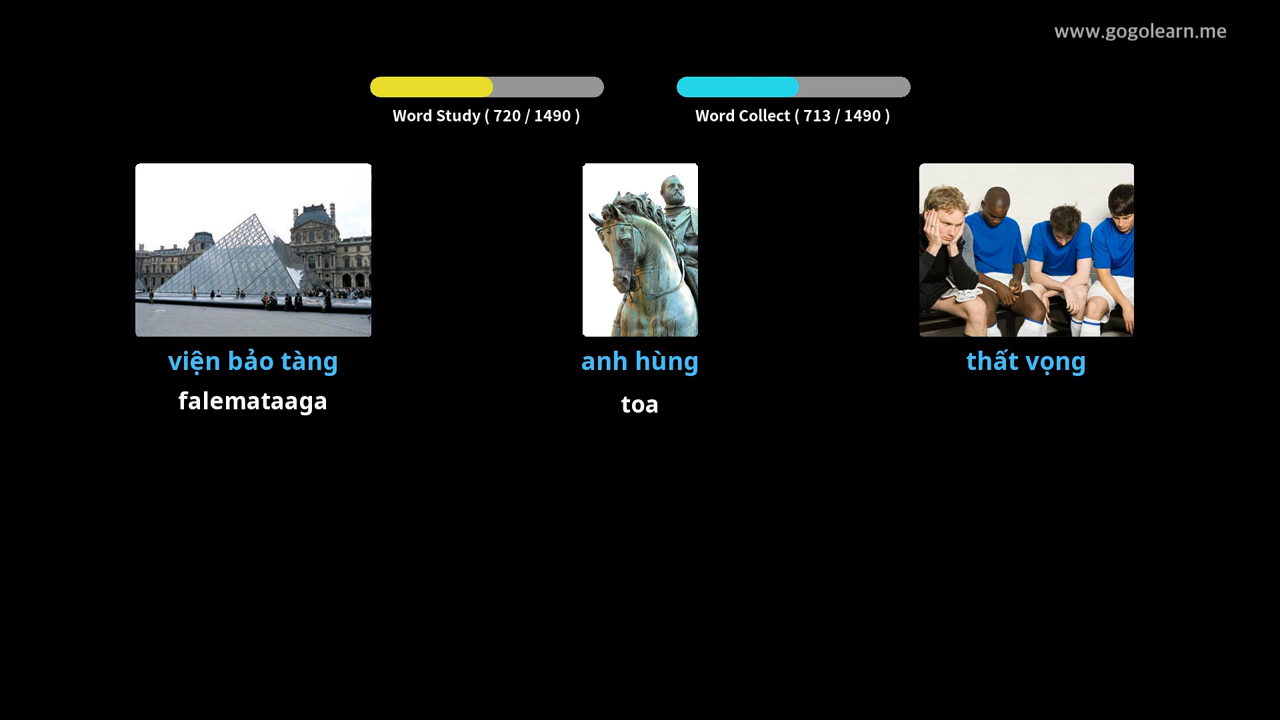 www.gogolearn.me
Word Study ( 720 / 1490 )
Word Collect ( 713 / 1490 )
viện bảo tàng
anh hùng
thất vọng
falemataaga
toa